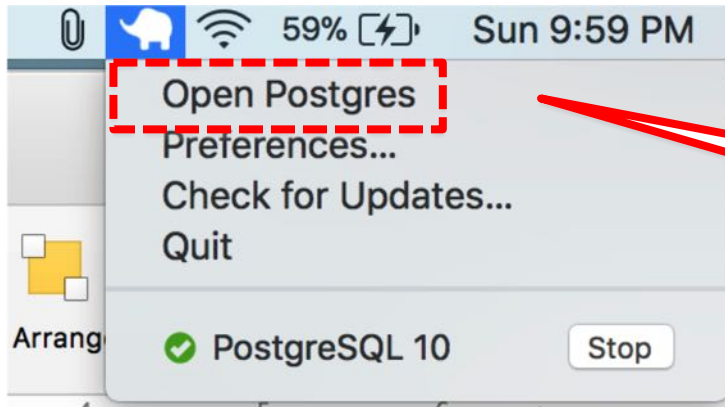 59% Sun 9:59 PM
Open Postgres
Preferences...
Check for Updates...
Quit
Arrang
PostgreSQL 10 Stop